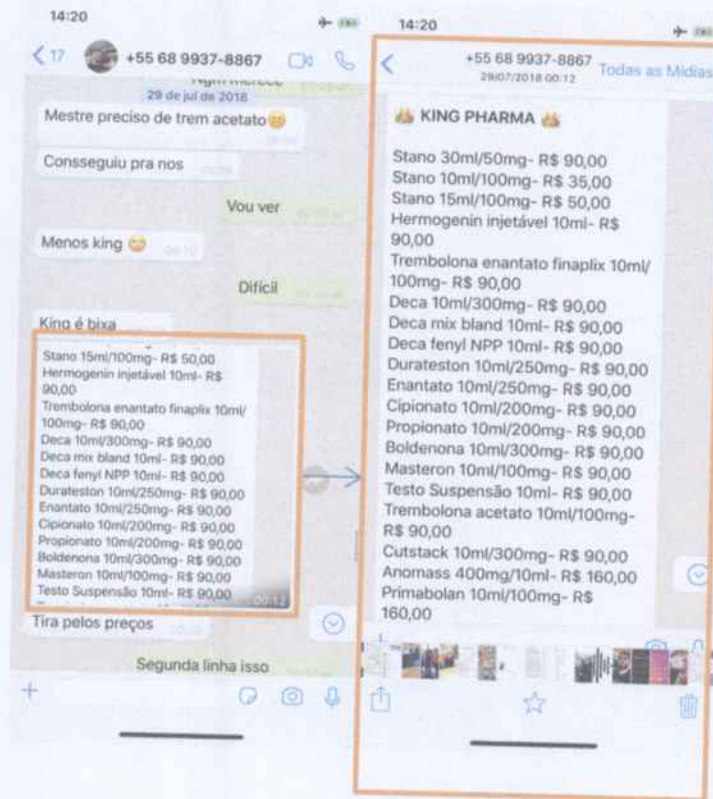 14:20
17
+55 68 9937-8867
29 de jul de 2018
Mestre preciso de trem acetato
Consseguiu pra nos
Vou ver
Menos king
Difícil
King é bixa
Stano 15ml/100mg- R$ 50,00
Hermogenin injetável 10ml- R$
90,00
Trembolona enantato finaplix 10ml/
100mg- R$ 90,00
Deca 10ml/300mg- R$ 90,00
Deca mix bland 10ml- R$ 90,00
Deca fenyl NPP 10ml- R$ 90,00
Durateston 10ml/250mg- R$ 90,00
Enantato 10ml/250mg- R$ 90,00
Cipionato 10ml/200mg- R$ 90,00
Propionato 10ml/200mg- R$ 90,00
Boldenona 10ml/300mg- R$ 90,00
Masteron 10ml/100mg- R$ 90,00
Testo Suspensão 10ml- R$ 90,00
00:12
Tira pelos preços
Segunda linha isso
14:20
+55 68 9937-8867
29/07/2018 00:12
Todas as Mídias
KING PHARMA
Stano 30ml/50mg- R$ 90,00
Stano 10ml/100mg- R$ 35,00
Stano 15ml/100mg- R$ 50,00
Hermogenin injetável 10ml- R$
90,00
Trembolona enantato finaplix 10ml/
100mg- R$ 90,00
Deca 10ml/300mg- R$ 90,00
Deca mix bland 10ml- R$ 90,00
Deca fenyl NPP 10ml- R$ 90,00
Durateston 10ml/250mg- R$ 90,00
Enantato 10ml/250mg- R$ 90,00
Cipionato 10ml/200mg- R$ 90,00
Propionato 10ml/200mg- R$ 90,00
Boldenona 10ml/300mg- R$ 90,00
Masteron 10ml/100mg- R$ 90,00
Testo Suspensão 10ml- R$ 90,00
Trembolona acetato 10ml/100mg-
R$ 90,00
Cutstack 10ml/300mg- R$ 90,00
Anomass 400mg/10ml- R$ 160,00
Primabolan 10ml/100mg- R$
160,00